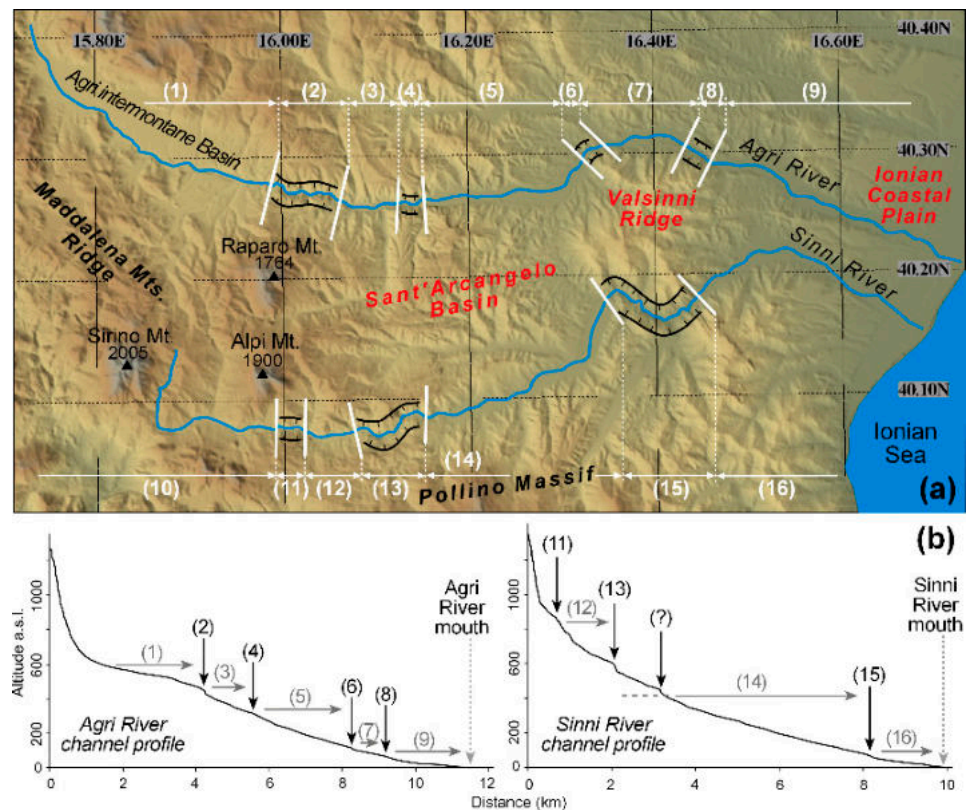 15.80E 16.00E 16.20E 16.40E 16.60E 40.40N
(1) (2) (3) (4) (5) (6) (7) (8) (9)
Agri intermontane Basin
Agri River
40.30N
Ionian
Coastal
Plain
Valsinni
Ridge
Maddalena Mts.
Ridge
Raparo Mt.
1764
Sant'Arcangelo
Basin
Sinni River
40.20N
Sirino Mt.
2005
Alpi Mt.
1900
40.10N
Ionian
Sea
(10) (11) (12) (13) (14) (15) (16)
Pollino Massif
(a)
(b)
Altitude a.s.l.
1000
600
400
200
0
(1) (2) (3) (4) (5) (6) (7) (8) (9)
Agri
River
mouth
Agri River
channel profile
0 2 4 6 8 10 12
1000
800
600
400
200
0
(11) (12) (13) (?) (14) (15) (16)
Sinni
River
mouth
Sinni River
channel profile
0 2 4 6 8 10
Distance (km)